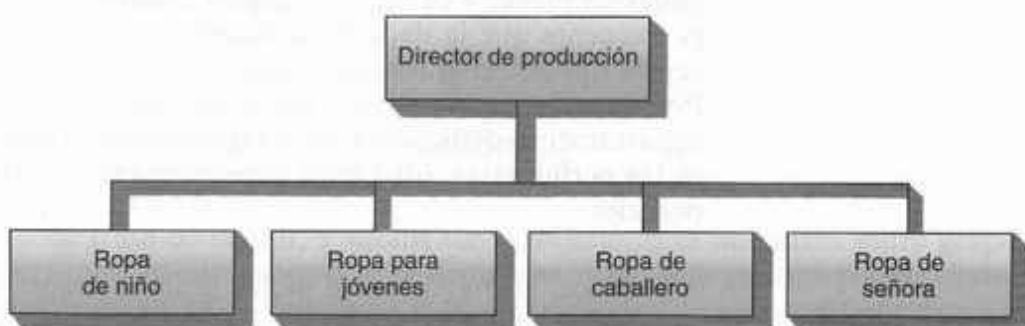 Director de producción
Ropa
de niño
Ropa para
jóvenes
Ropa de
caballero
Ropa de
señora